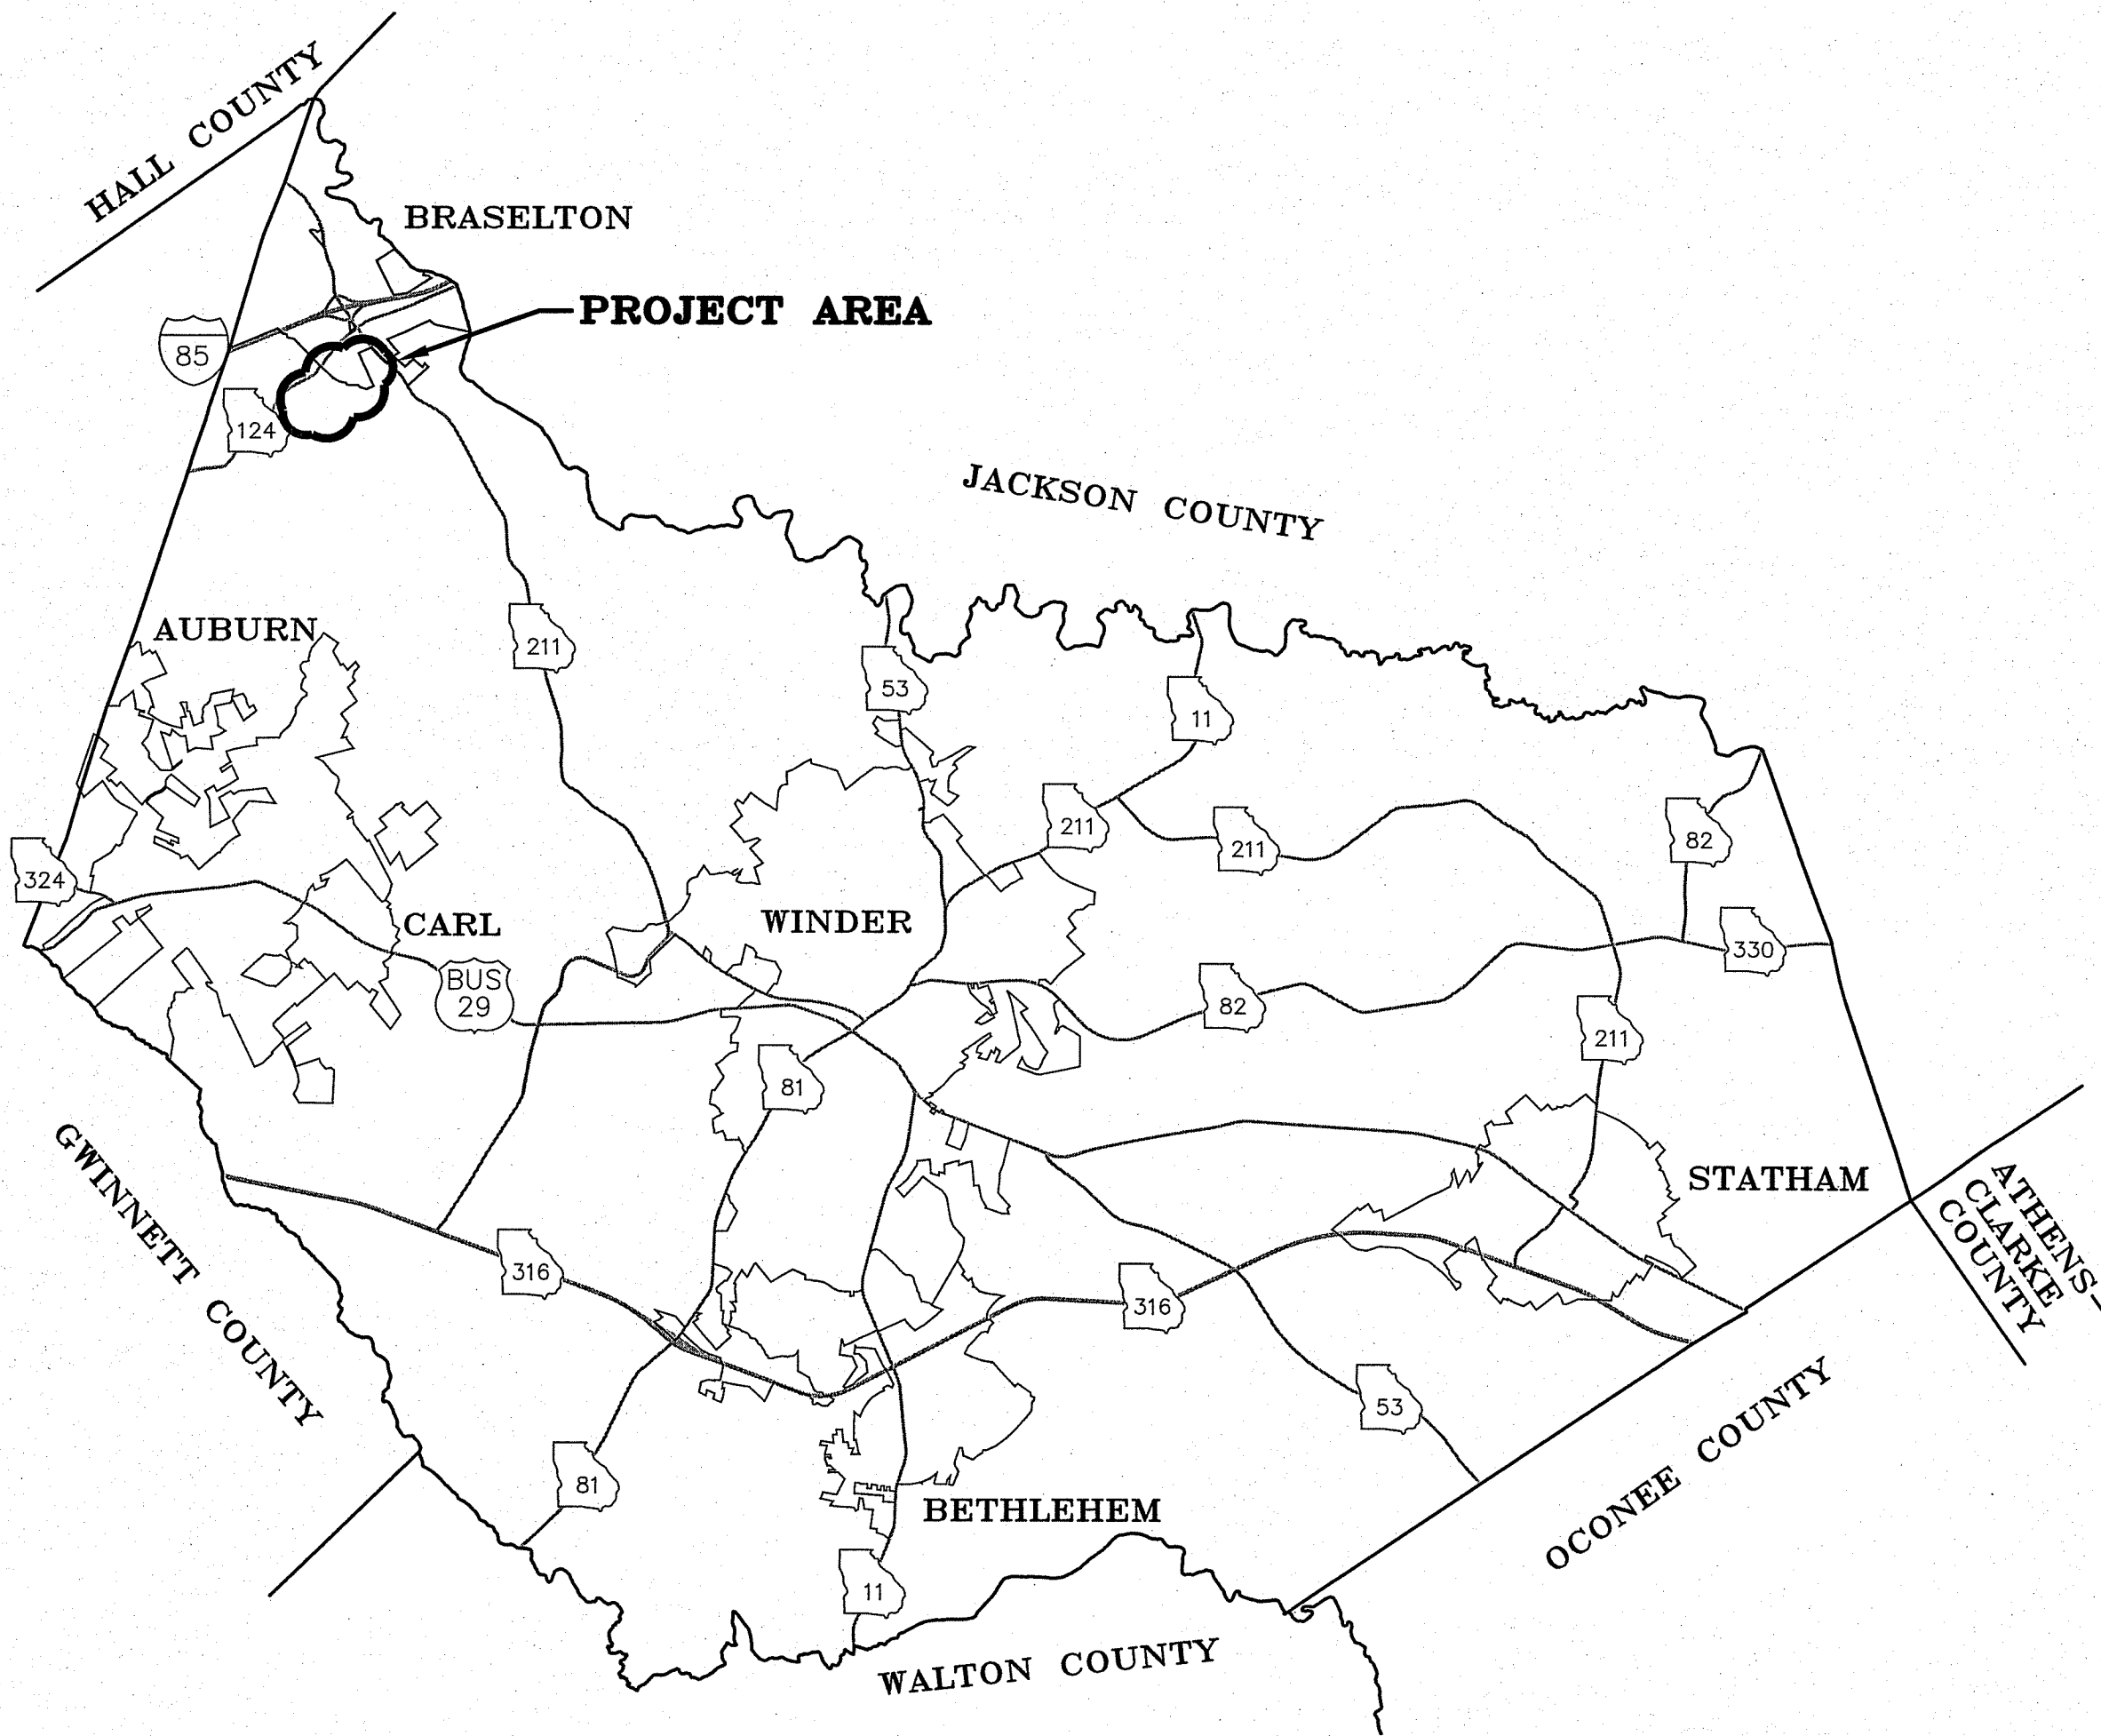 HALL COUNTY
BRASELTON
PROJECT AREA
85
124
JACKSON COUNTY
AUBURN
211
53
11
211
211
82
324
CARL
WINDER
330
BUS
29
82
211
81
GWINNETT COUNTY
STATHAM
ATHENS-
CLARKE
COUNTY
316
316
53
OCONEE COUNTY
81
BETHLEHEM
11
WALTON COUNTY